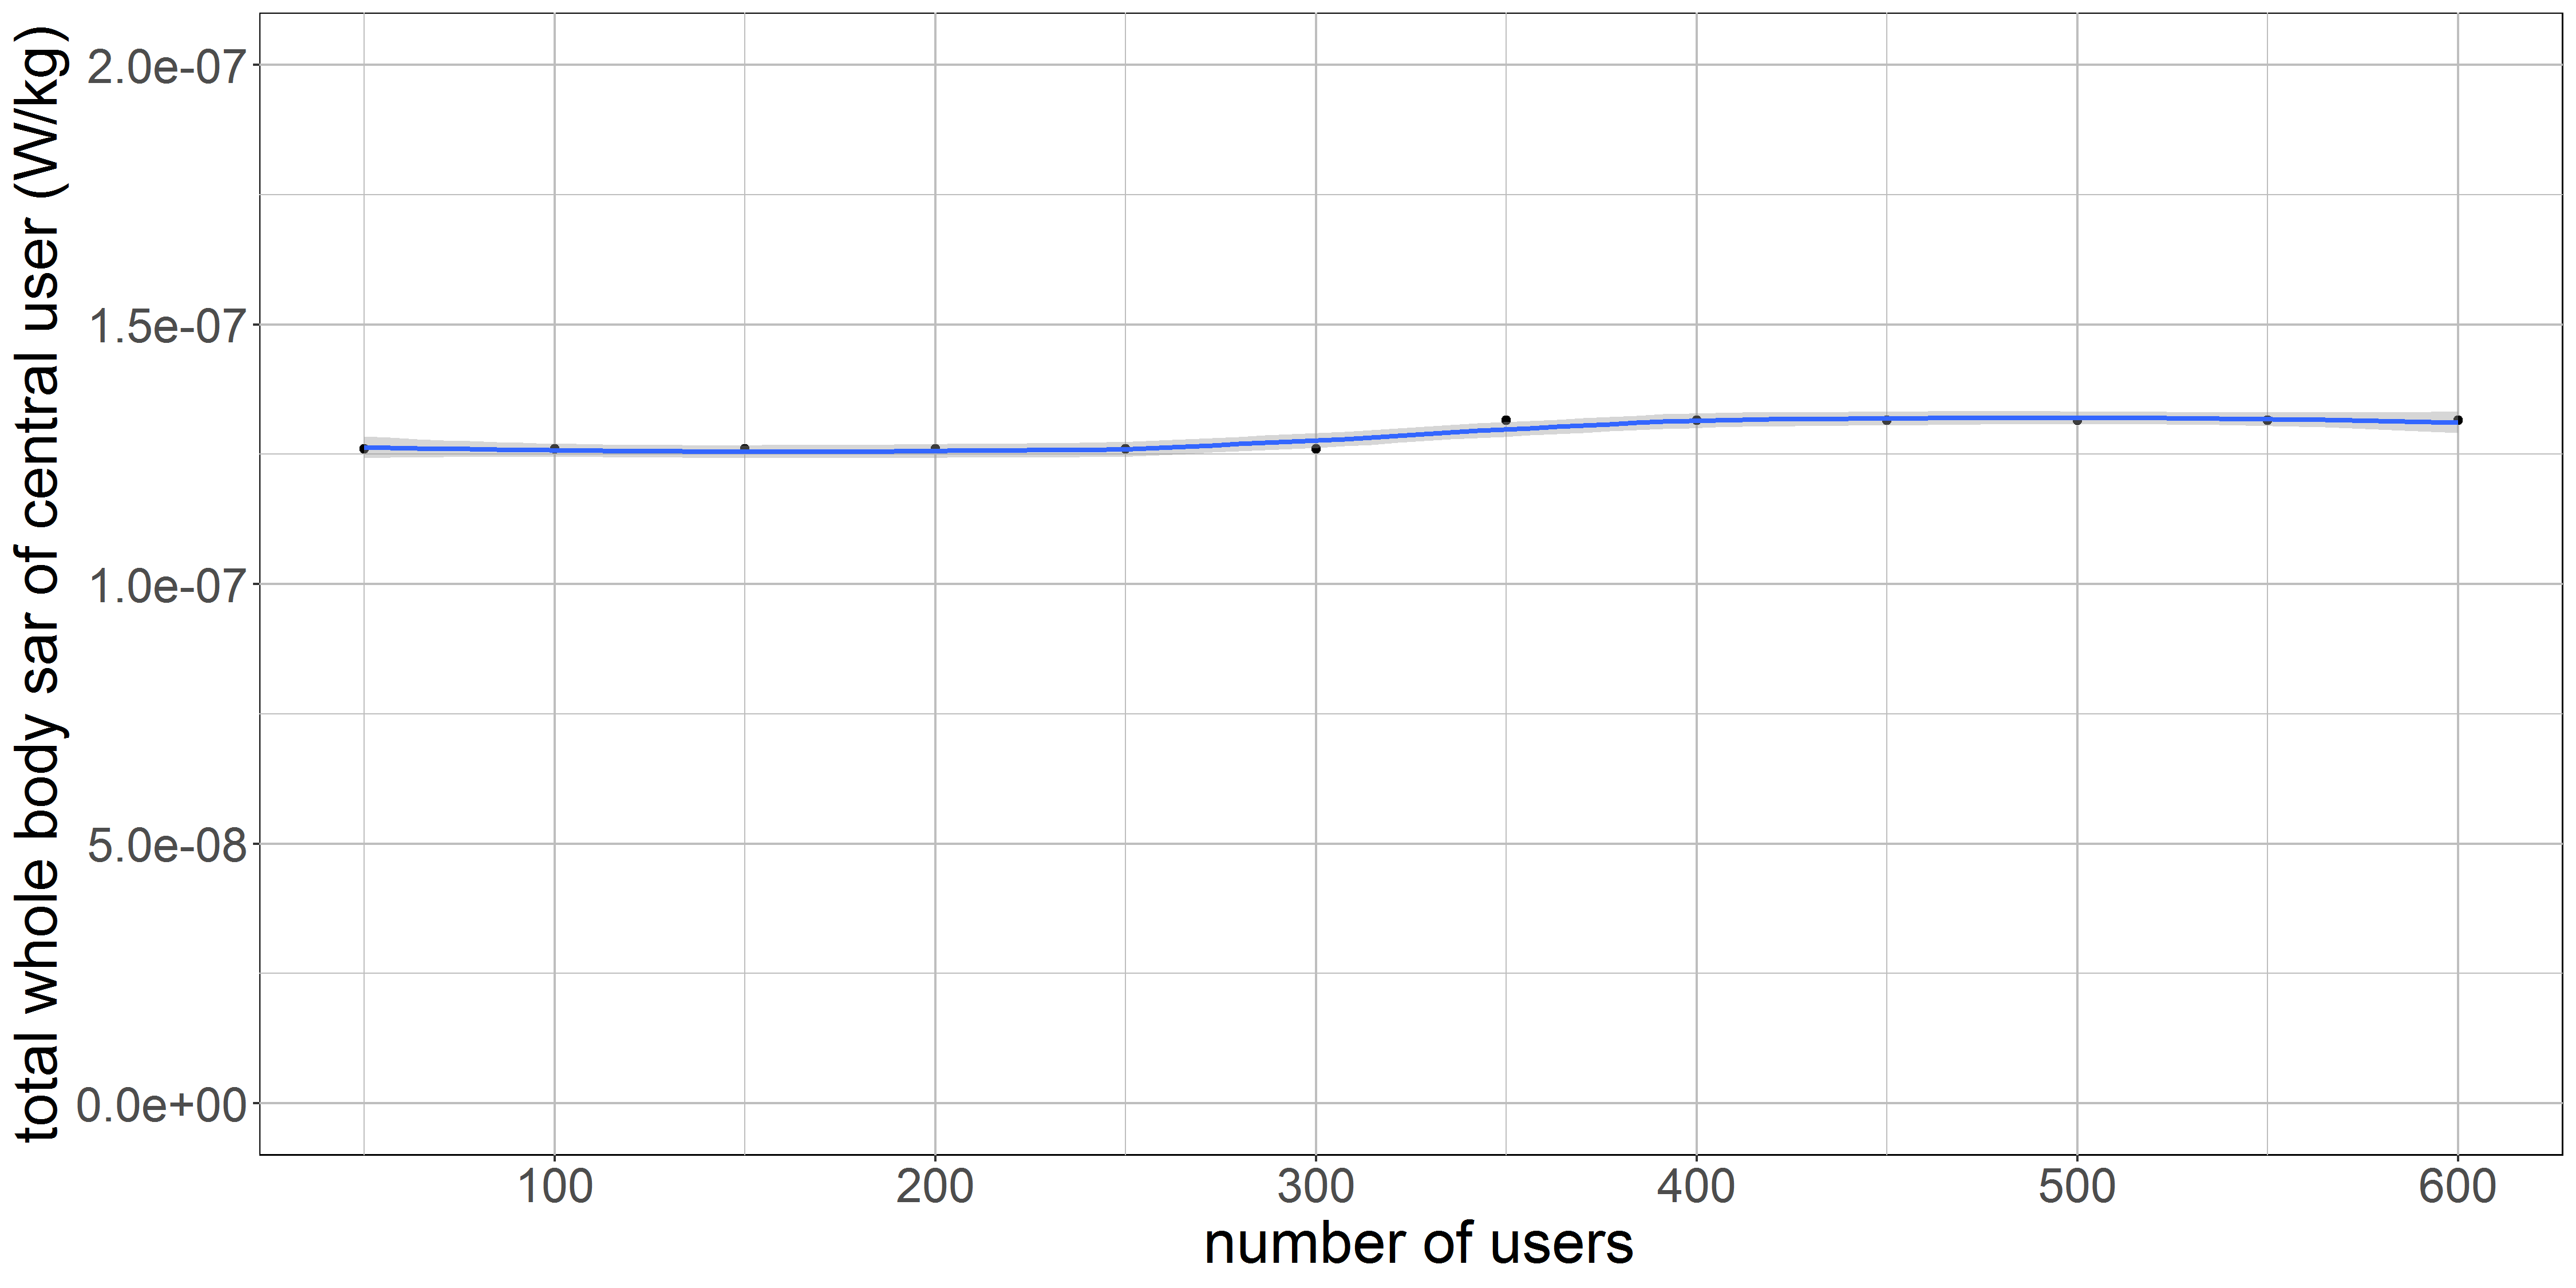 total whole body sar of central user (W/kg)
2.0e-07
1.5e-07
1.0e-07
5.0e-08
0.0e+00
100 200 300 400 500 600
number of users